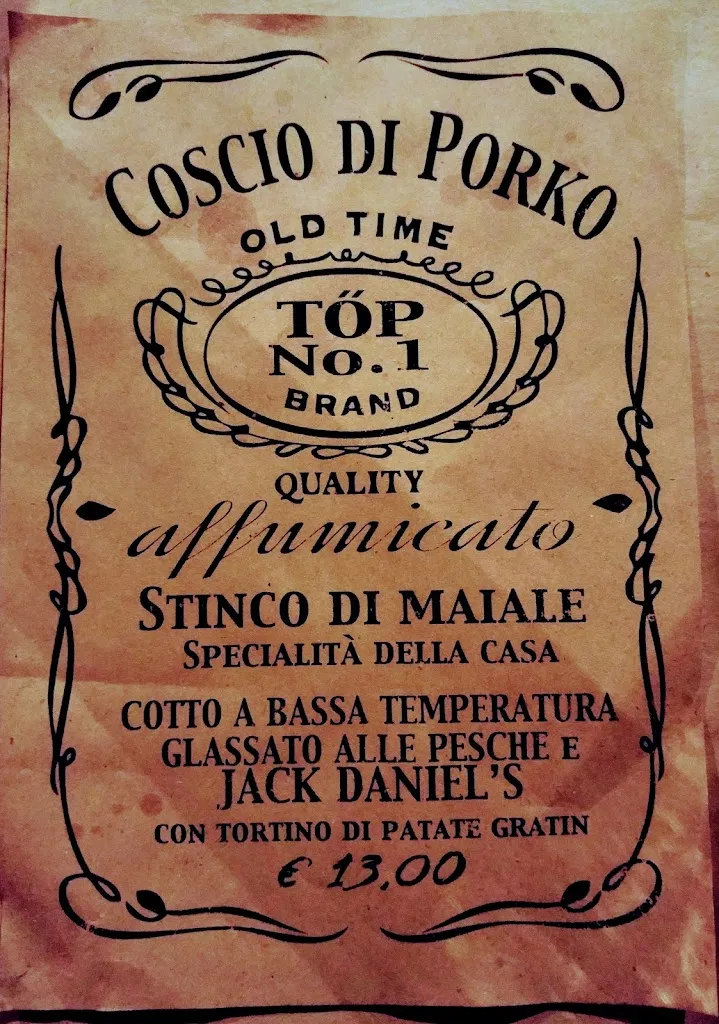 COSCIO DI PORKO
OLD TIME
TŐP
No. 1
BRAND
QUALITY
affumicato
STINCO DI MAIALE
SPECIALITÀ DELLA CASA
COTTO A BASSA TEMPERATURA
GLASSATO ALLE PESCHE E
JACK DANIEL'S
CON TORTINO DI PATATE GRATIN
€ 13,00